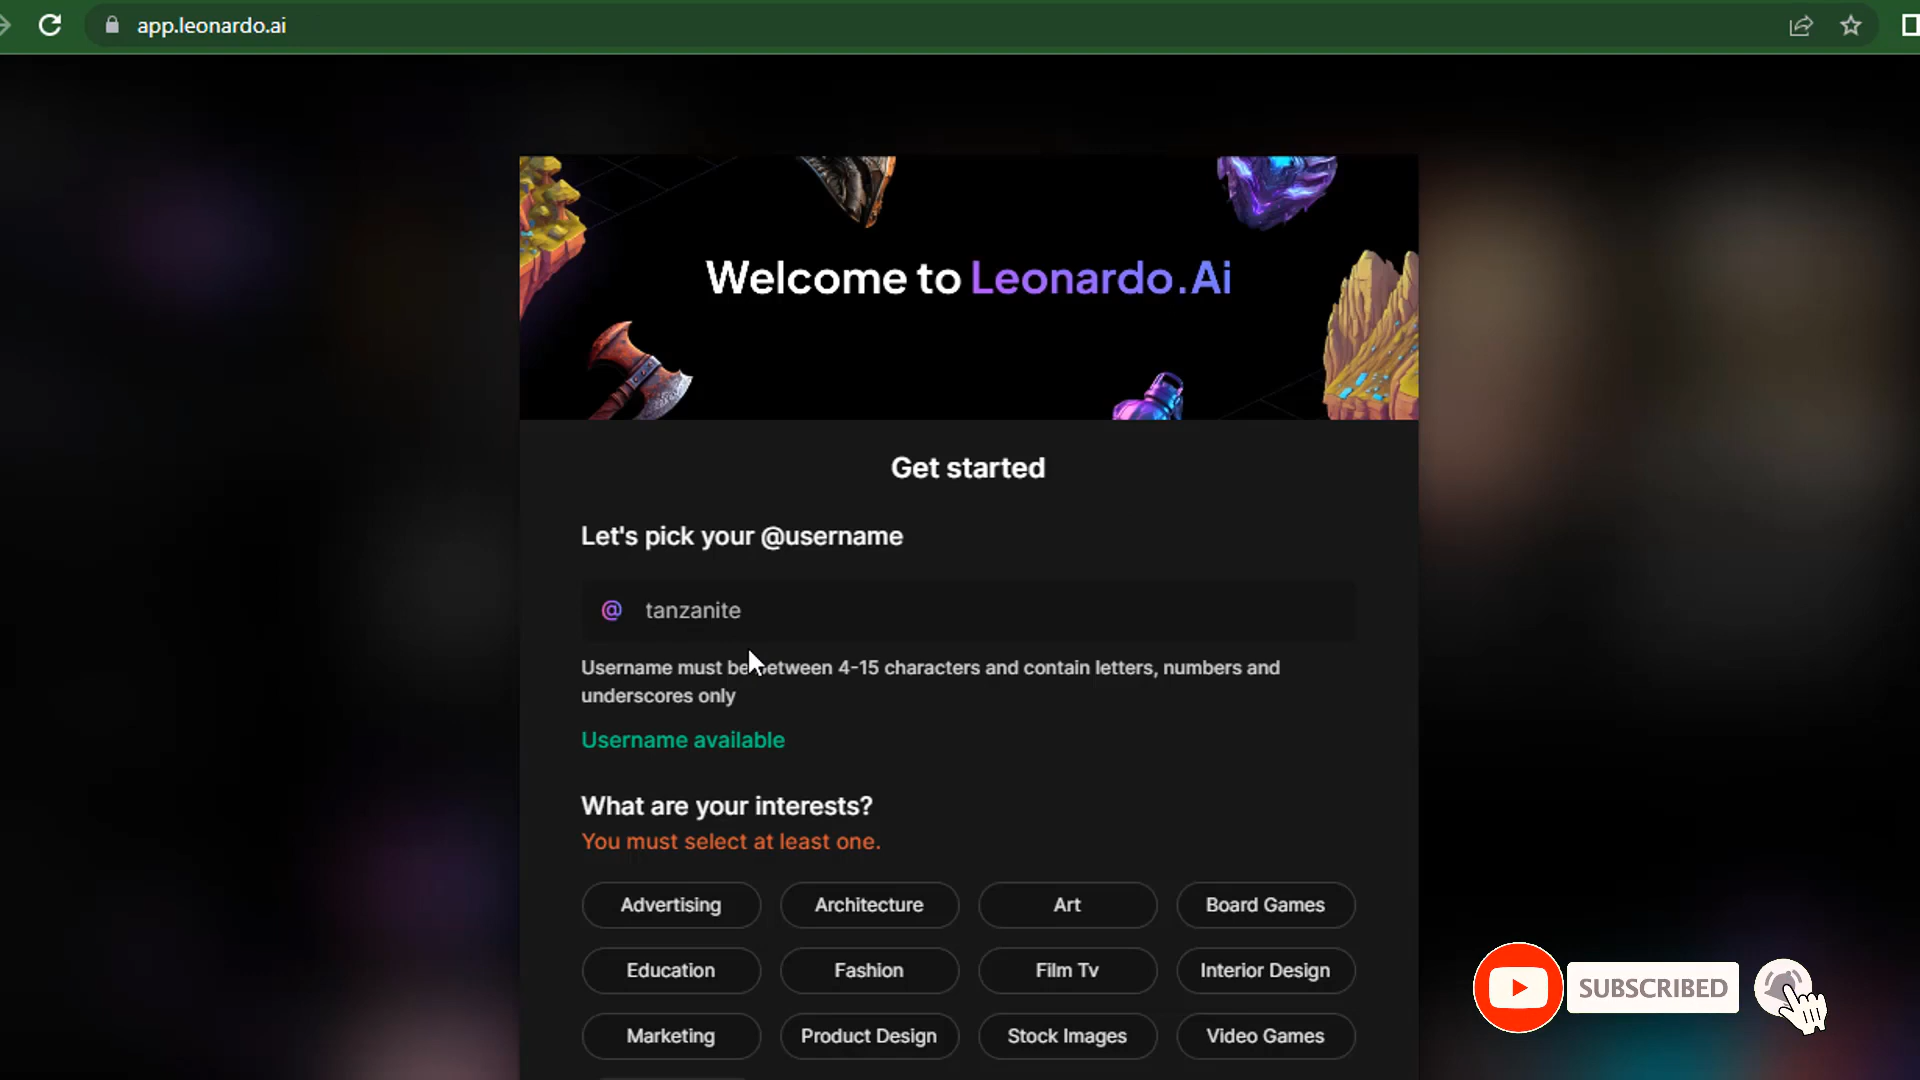 app.leonardo.ai
Welcome to Leonardo.Ai
Get started
Let's pick your @username
@ tanzanite
Username must be between 4-15 characters and contain letters, numbers and
underscores only
Username available
What are your interests?
You must select at least one.
Advertising Architecture Art Board Games
Education Fashion Film Tv Interior Design
Marketing Product Design Stock Images Video Games
SUBSCRIBED